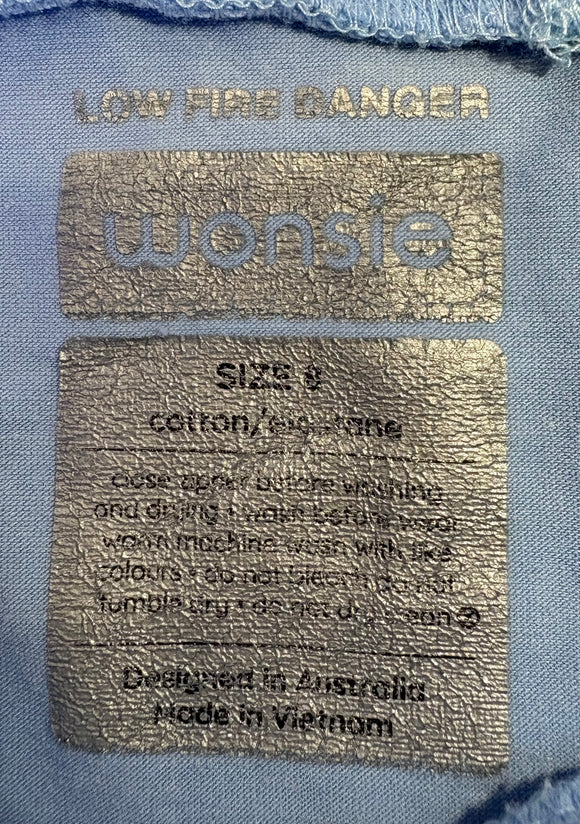 LOW FIRE DANGER
wonsie
SIZE 8
cotton/elastane
close zipper before washing
and drying • wash before wear
warm machine wash with like
colours • do not bleach do not
tumble dry • do not dry clean
Designed in Australia
Made in Vietnam